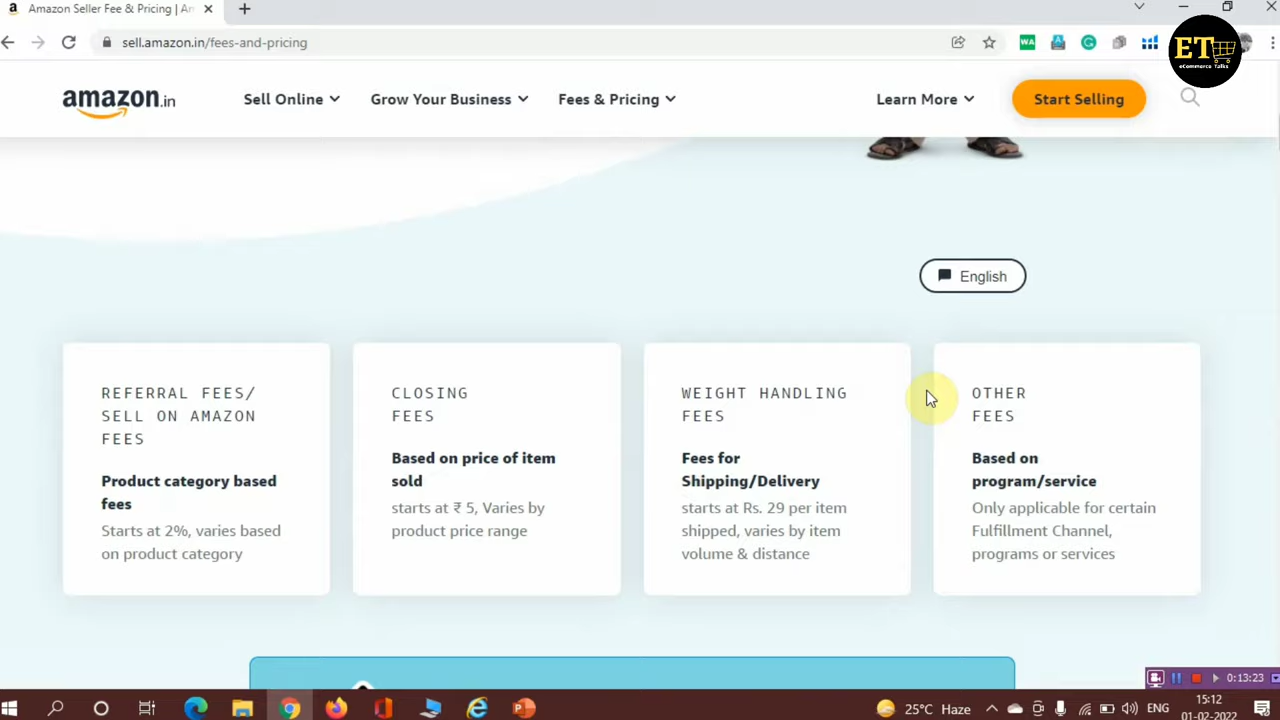 Amazon Seller Fee & Pricing | Am
sell.amazon.in/fees-and-pricing
WA
ET
eCommerce Talks
amazon.in
Sell Online
Grow Your Business
Fees & Pricing
Learn More
Start Selling
English
REFERRAL FEES/
SELL ON AMAZON
FEES
Product category based
fees
Starts at 2%, varies based
on product category
CLOSING
FEES
Based on price of item
sold
starts at ₹ 5, Varies by
product price range
WEIGHT HANDLING
FEES
Fees for
Shipping/Delivery
starts at Rs. 29 per item
shipped, varies by item
volume & distance
OTHER
FEES
Based on
program/service
Only applicable for certain
Fulfillment Channel,
programs or services
0:13:23
25°C Haze
ENG
15:12
01-02-2022